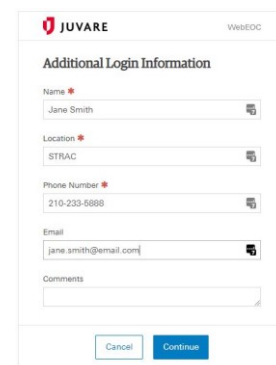 JUVARE WebEOC
Additional Login Information
Name *
Jane Smith
Location *
STRAC
Phone Number *
210-233-5888
Email
jane.smith@email.com
Comments
Cancel Continue